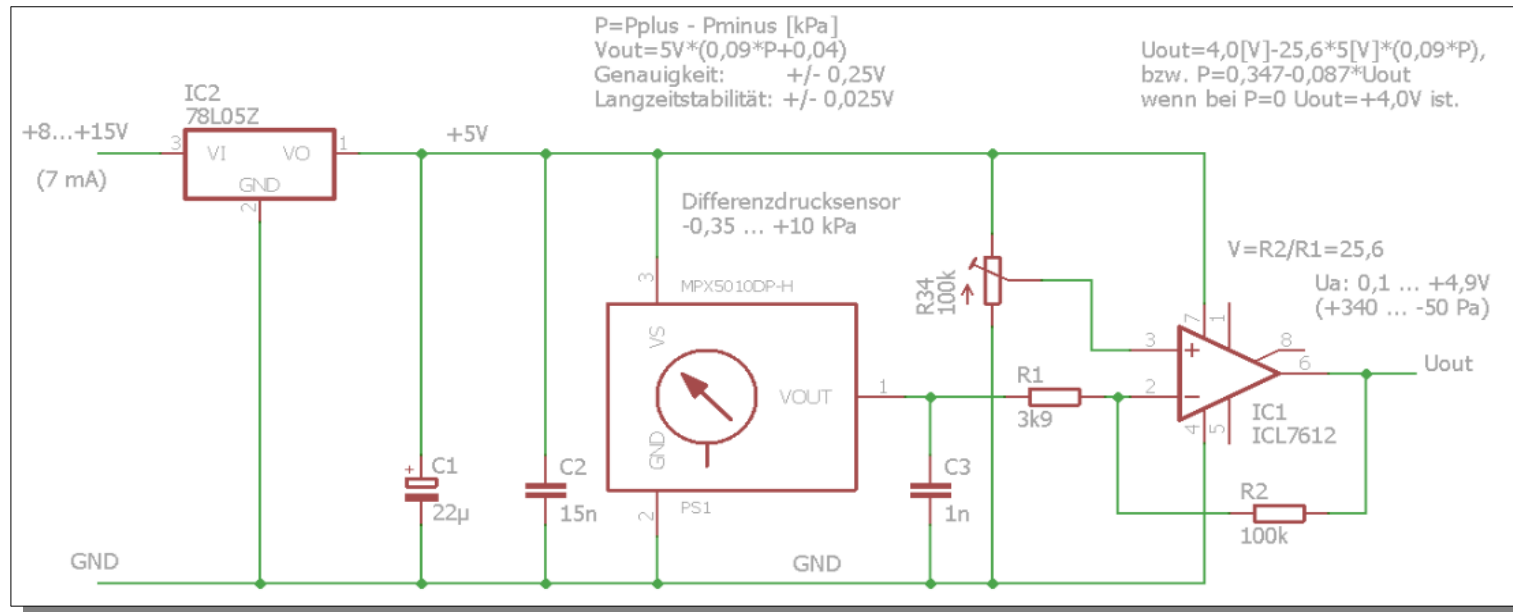 P=Pplus - Pminus [kPa]
Vout=5V*(0,09*P+0,04)
Genauigkeit: +/- 0,25V
Langzeitstabilität: +/- 0,025V
Uout=4,0[V]-25,6*5[V]*(0,09*P),
bzw. P=0,347-0,087*Uout
wenn bei P=0 Uout=+4,0V ist.
IC2
78L05Z
+8...+15V
(7 mA)
3
VI
VO
1
GND
2
+5V
Differenzdrucksensor
-0,35 ... +10 kPa
3
MPX5010DP-H
VS
VOUT
1
GND
2
PS1
R34
100k
V=R2/R1=25,6
Ua: 0,1 ... +4,9V
(+340 ... -50 Pa)
7
1
3
8
+
6
Uout
2
-
4
5
IC1
ICL7612
R1
3k9
+
C1
22µ
C2
15n
C3
1n
R2
100k
GND
GND